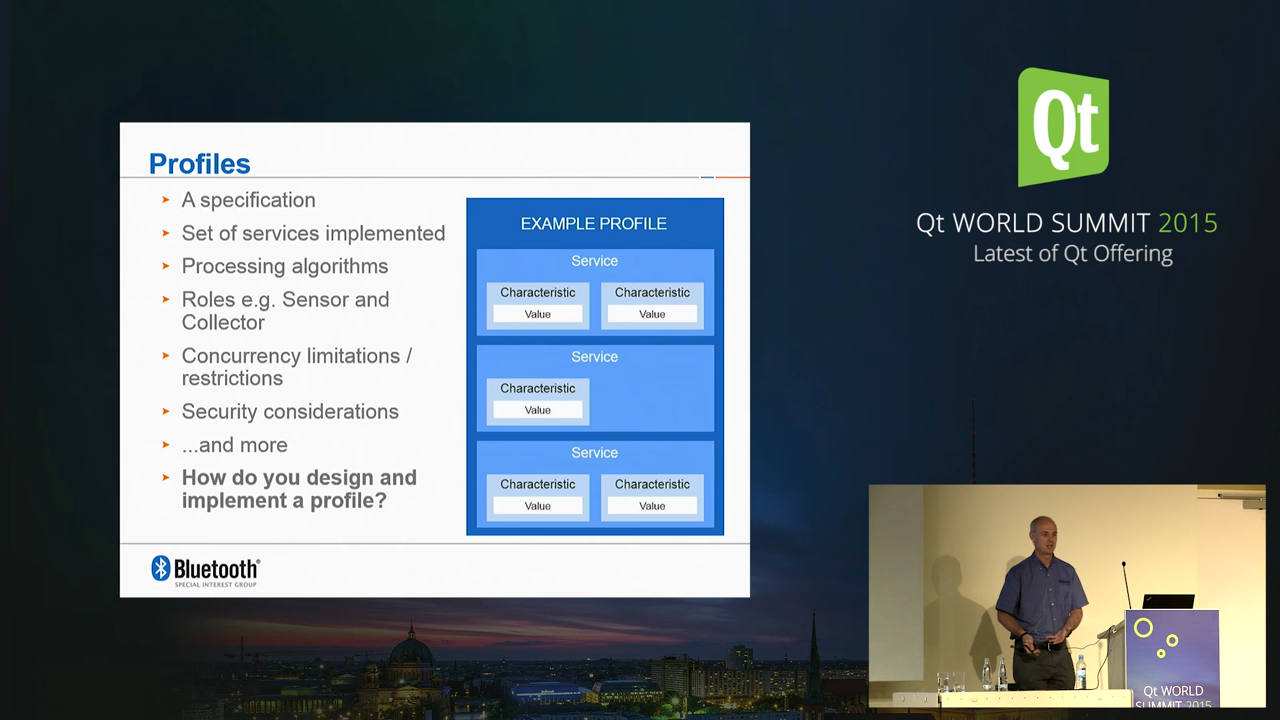 Profiles
A specification
Set of services implemented
Processing algorithms
Roles e.g. Sensor and
Collector
Concurrency limitations /
restrictions
Security considerations
...and more
How do you design and
implement a profile?
EXAMPLE PROFILE
Service
Characteristic Characteristic
Value Value
Service
Characteristic
Value
Service
Characteristic Characteristic
Value Value
Bluetooth®
SPECIAL INTEREST GROUP
Qt
Qt WORLD SUMMIT 2015
Latest of Qt Offering
Qt WORLD
SUMMIT 2015